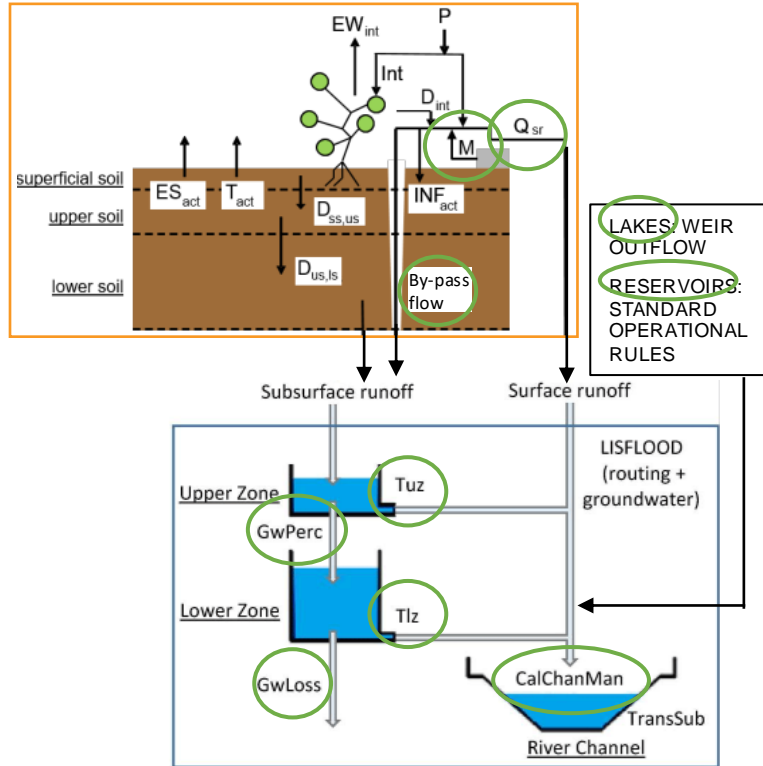 P
EW int
Int
D int
Q sr
M
superficial soil
ES act
T act
D ss,us
INF act
upper soil
D us,ls
lower soil
By-pass
flow
LAKES: WEIR
OUTFLOW
RESERVOIRS:
STANDARD
OPERATIONAL
RULES
Subsurface runoff
Surface runoff
LISFLOOD
(routing +
groundwater)
Upper Zone
Tuz
GwPerc
Lower Zone
Tlz
GwLoss
CalChanMan
TransSub
River Channel